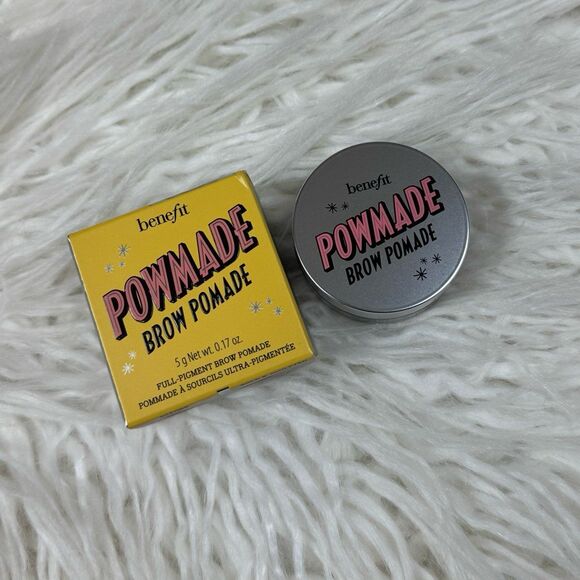 benefit
POWMADE
BROW POMADE
5 g Net wt. 0.17 oz.
FULL-PIGMENT BROW POMADE
POMMADE À SOURCILS ULTRA-PIGMENTÉE
benefit
POWMADE
BROW POMADE